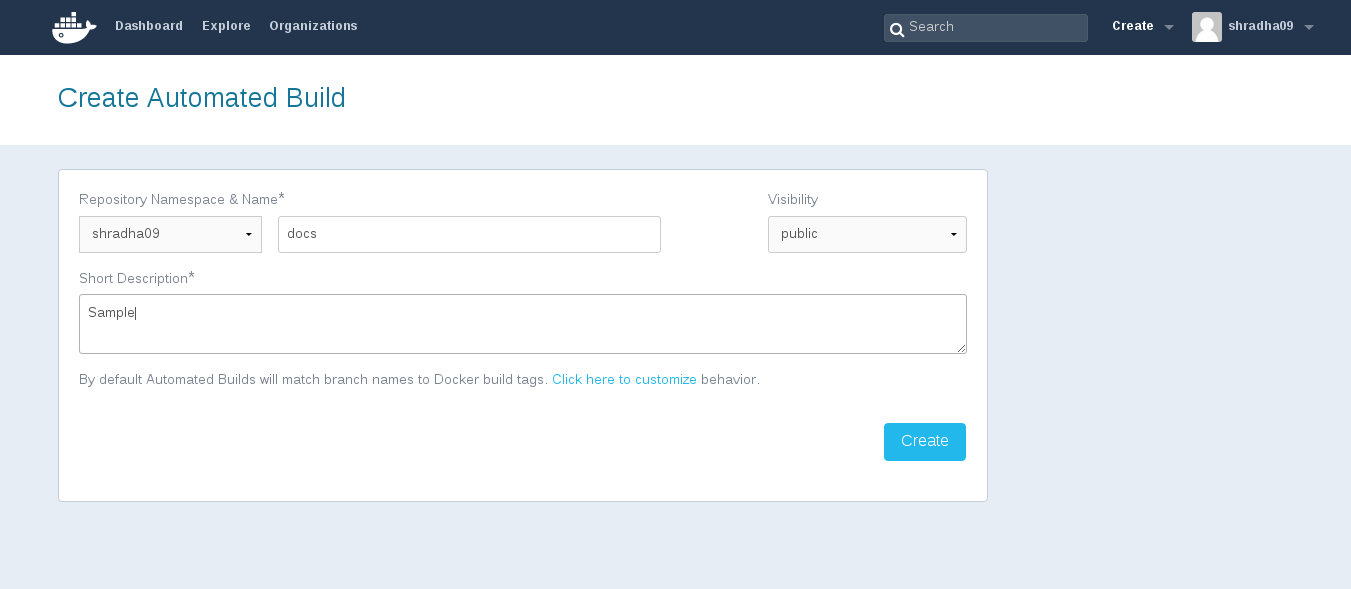 Dashboard Explore Organizations Search Create shradha09
Create Automated Build
Repository Namespace & Name* Visibility
shradha09 docs public
Short Description*
Sample
By default Automated Builds will match branch names to Docker build tags. Click here to customize behavior.
Create